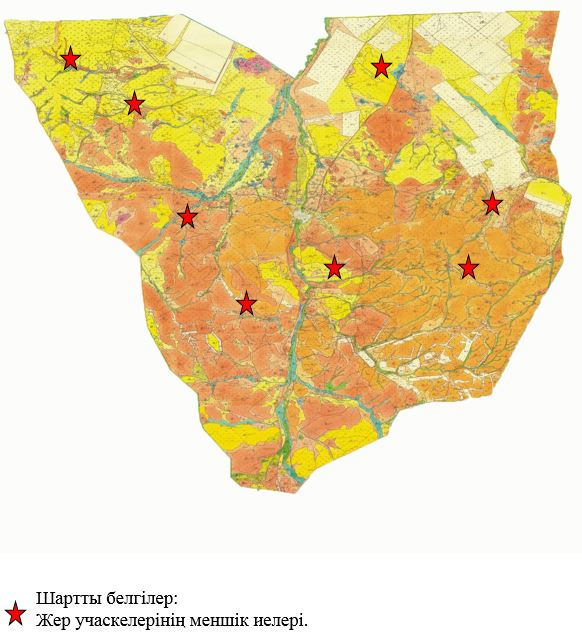 Шартты белгілер:
Жер учаскелерінің меншік иелері.